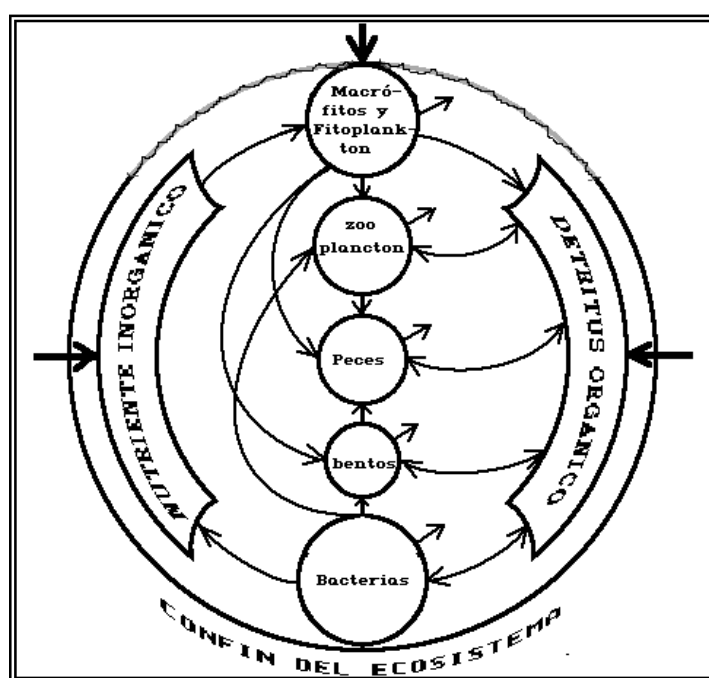 Macró-
fitos y
Fitoplank-
ton
zoo
plancton
Peces
bentos
Bacterias
NUTRIENTE INORGANICO
DETRITUS ORGANICO
CONFIN DEL ECOSISTEMA